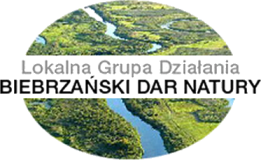 Lokalna Grupa Działania
BIEBRZAŃSKI DAR NATURY